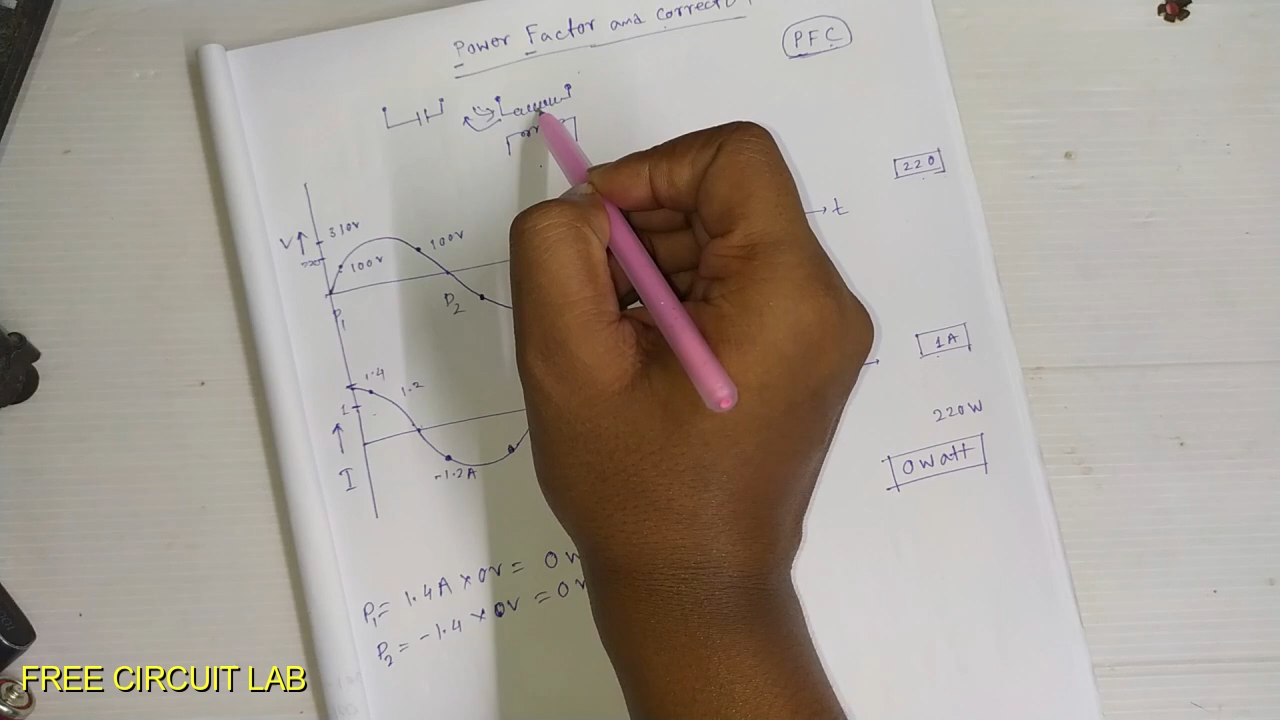 Power Factor and Correcti
PFC
220
t
V
310V
100V
100V
P1
P2
1.4
1.2
1
1A
I
-1.2A
220W
0 watt
P1= 1.4A × 0V = 0 W
P2 = -1.4 × 0V = 0
FREE CIRCUIT LAB